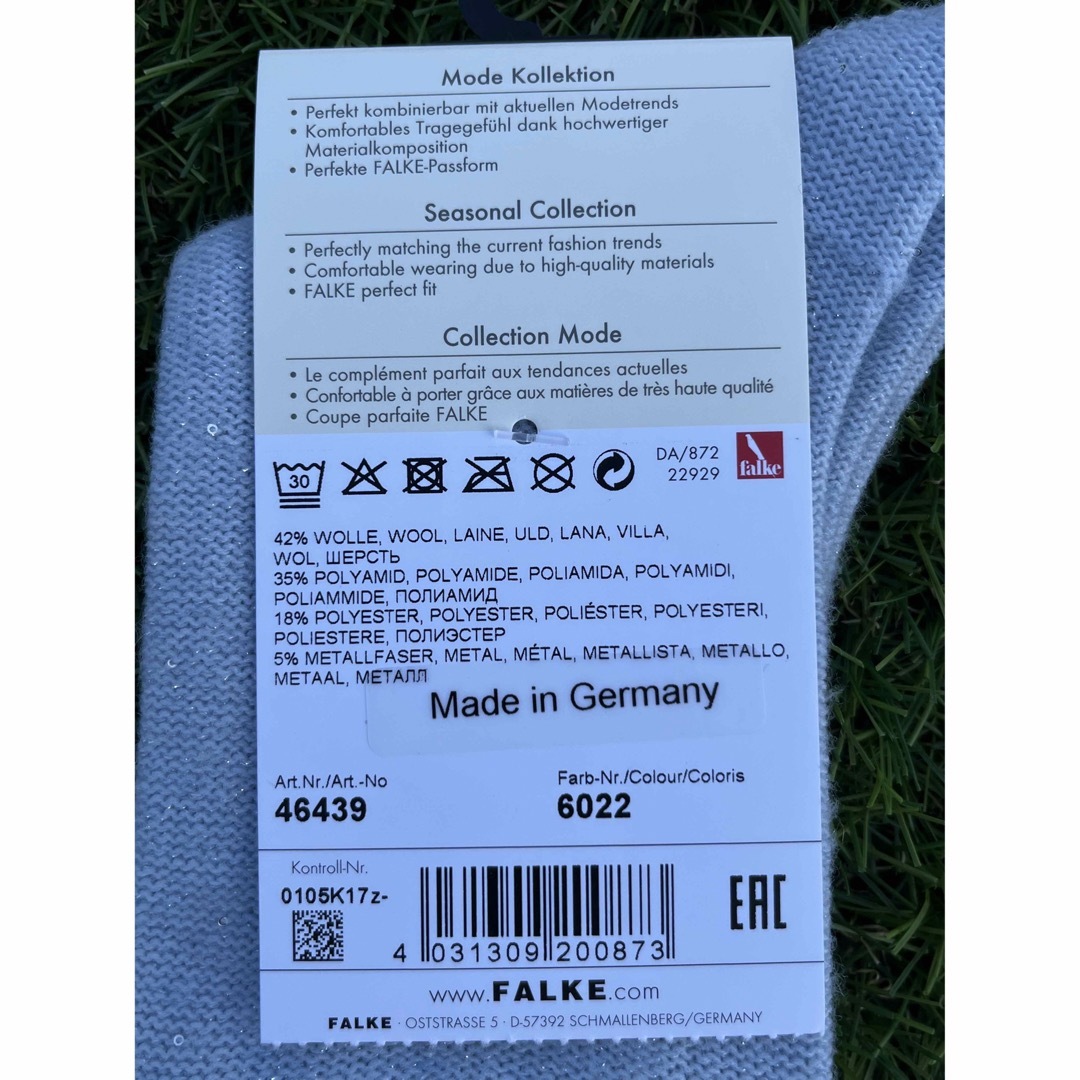 Mode Kollektion
• Perfekt kombinierbar mit aktuellen Modetrends
• Komfortables Tragegefühl dank hochwertiger
Materialkomposition
• Perfekte FALKE-Passform
Seasonal Collection
• Perfectly matching the current fashion trends
• Comfortable wearing due to high-quality materials
• FALKE perfect fit
Collection Mode
• Le complément parfait aux tendances actuelles
• Confortable à porter grâce aux matières de très haute qualité
• Coupe parfaite FALKE
30
DA/872
22929
falke
42% WOLLE, WOOL, LAINE, ULD, LANA, VILLA,
WOL, ШЕРСТЬ
35% POLYAMID, POLYAMIDE, POLIAMIDA, POLYAMIDI,
POLIAMMIDE, ПОЛИАМИД
18% POLYESTER, POLYESTER, POLIÉSTER, POLYESTERI,
POLIESTERE, ПОЛИЭСТЕР
5% METALLFASER, METAL, MÉTAL, METALLISTA, METALLO,
METAAL, МЕТАЛЛ
Made in Germany
Art.Nr./Art.-No
46439
Farb-Nr./Colour/Coloris
6022
Kontroll-Nr.
0105K17z-
4 031309 200873
EAC
www.FALKE.com
FALKE · OSTSTRASSE 5 · D-57392 SCHMALLENBERG/GERMANY